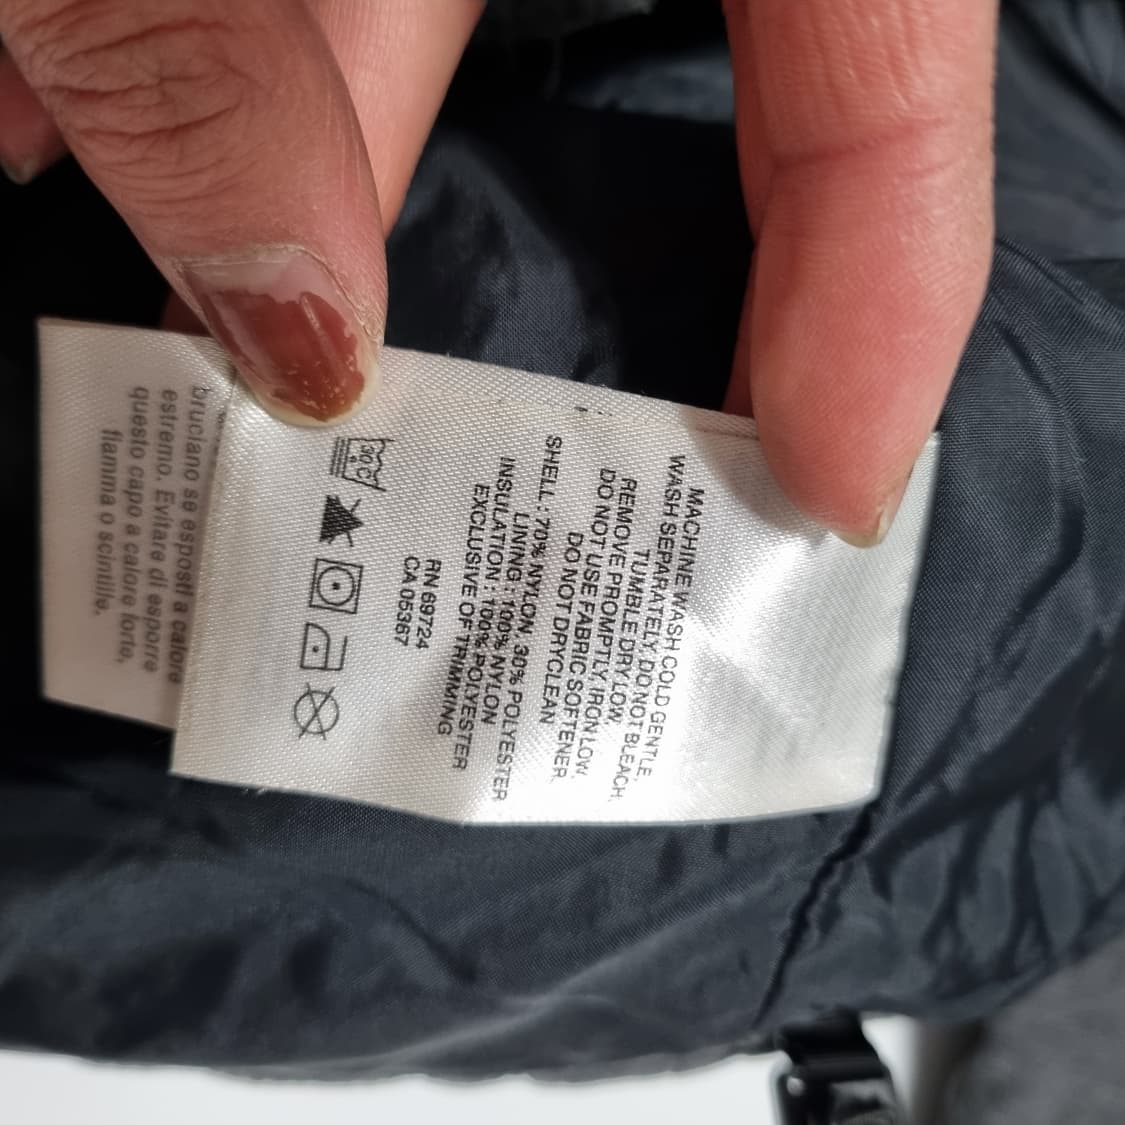 MACHINE WASH COLD GENTLE,
WASH SEPARATELY, DO NOT BLEACH,
TUMBLE DRY LOW,
REMOVE PROMPTLY, IRON LOW,
DO NOT USE FABRIC SOFTENER,
DO NOT DRYCLEAN
SHELL : 70% NYLON 30% POLYESTER
LINING : 100% NYLON
INSULATION : 100% POLYESTER
EXCLUSIVE OF TRIMMING
RN 69724
CA 05367
30°C
bruciano se esposti a calore
estremo. Evitare di esporre
questo capo a calore forte,
fiamma o scintille.